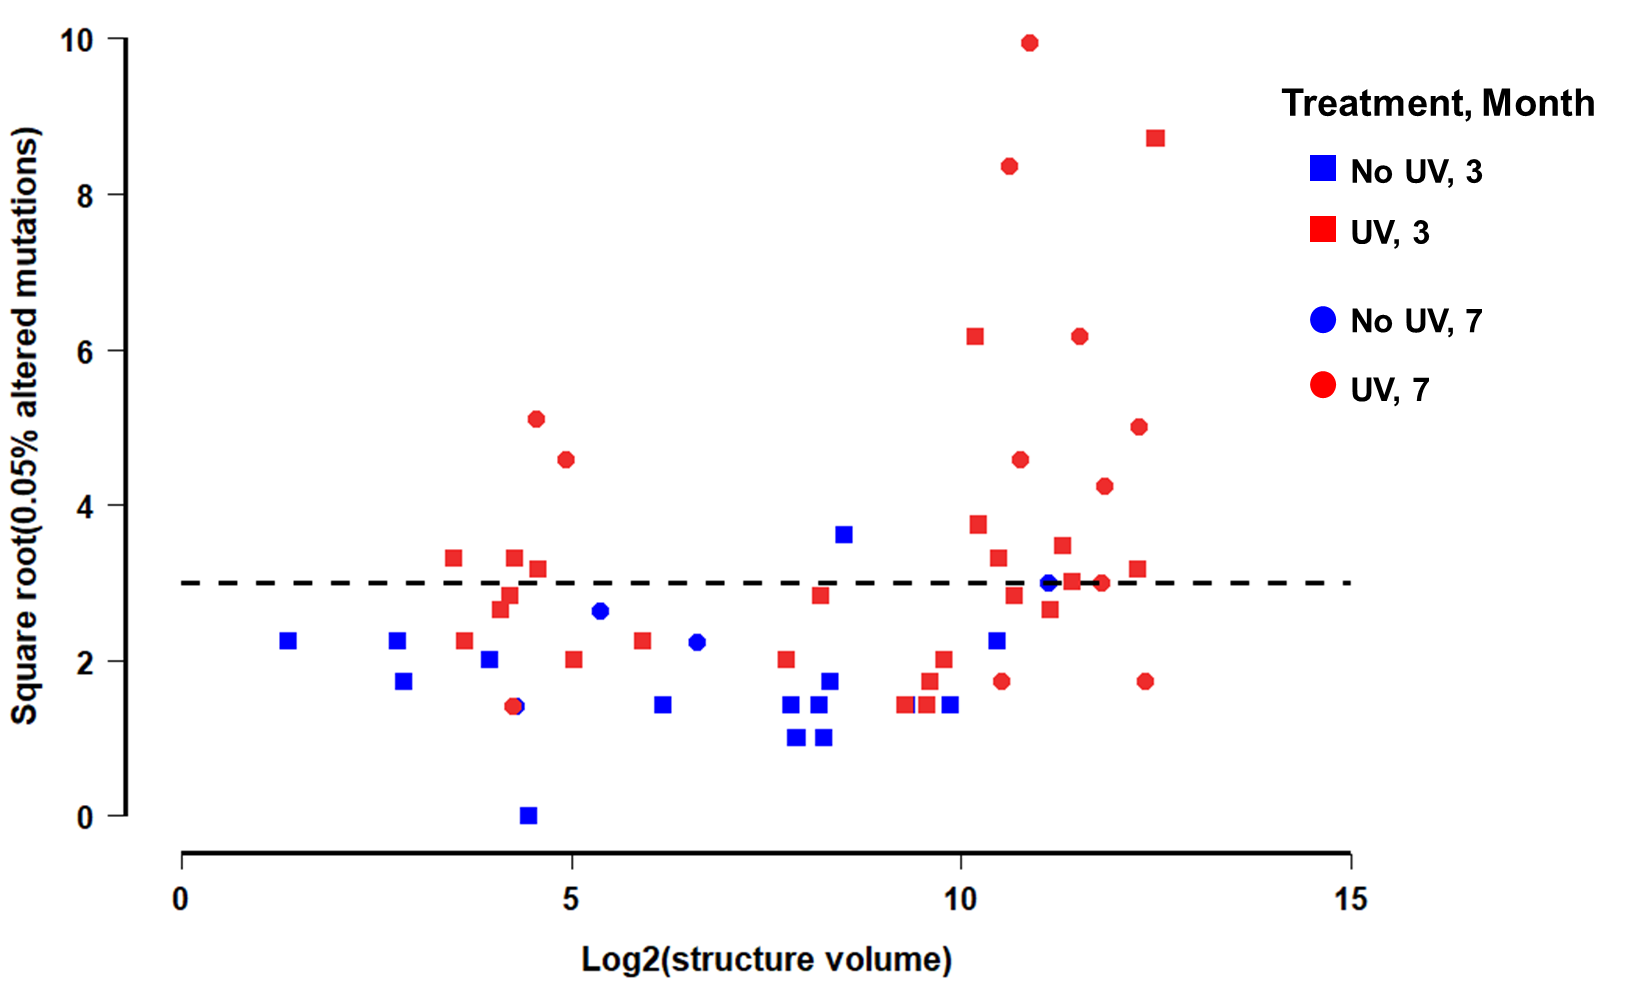 10
8
6
4
2
0
Square root(0.05% altered mutations)
0
5
10
15
Log2(structure volume)
Treatment, Month
No UV, 3
UV, 3
No UV, 7
UV, 7